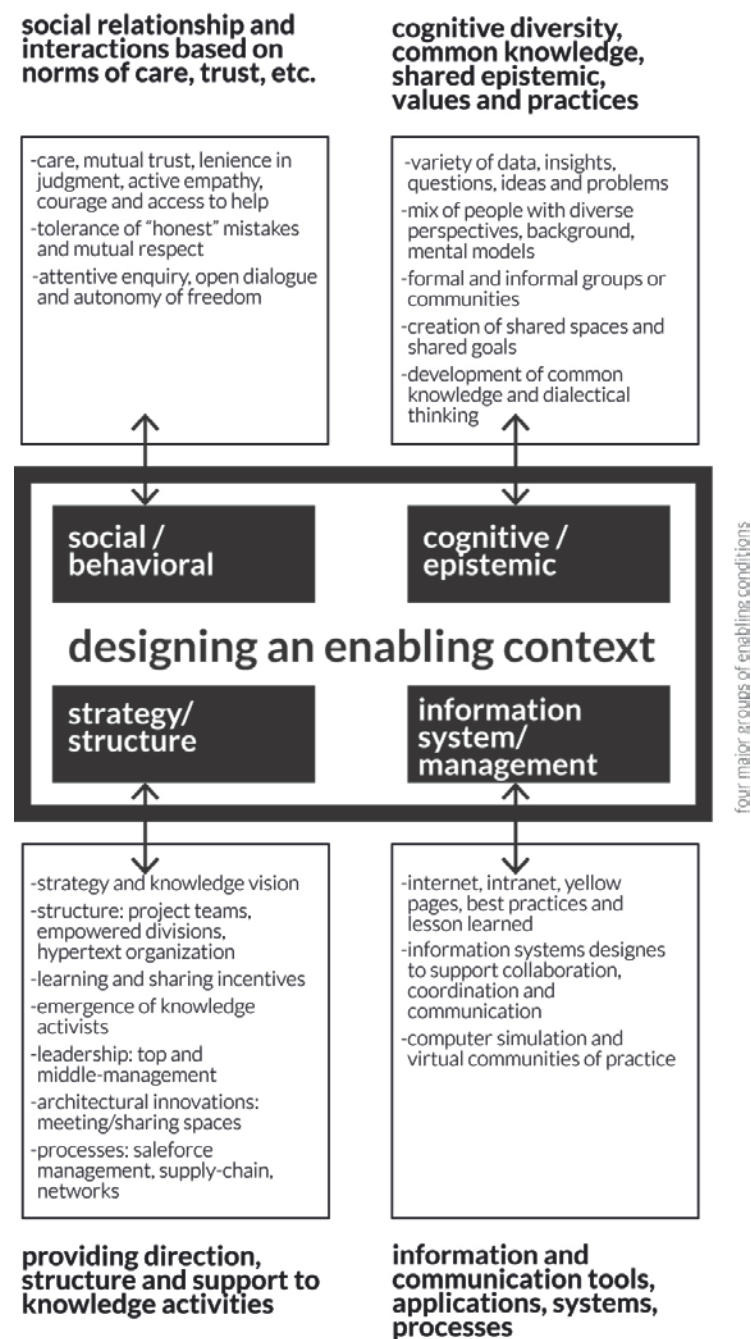 social relationship and
interactions based on
norms of care, trust, etc.
cognitive diversity,
common knowledge,
shared epistemic,
values and practices
-care, mutual trust, lenience in
judgment, active empathy,
courage and access to help
-tolerance of “honest” mistakes
and mutual respect
-attentive enquiry, open dialogue
and autonomy of freedom
-variety of data, insights,
questions, ideas and problems
-mix of people with diverse
perspectives, background,
mental models
-formal and informal groups or
communities
-creation of shared spaces and
shared goals
-development of common
knowledge and dialectical
thinking
social /
behavioral
cognitive /
epistemic
designing an enabling context
strategy/
structure
information
system/
management
four major groups of enabling conditions
-strategy and knowledge vision
-structure: project teams,
empowered divisions,
hypertext organization
-learning and sharing incentives
-emergence of knowledge
activists
-leadership: top and
middle-management
-architectural innovations:
meeting/sharing spaces
-processes: saleforce
management, supply-chain,
networks
-internet, intranet, yellow
pages, best practices and
lesson learned
-information systems designes
to support collaboration,
coordination and
communication
-computer simulation and
virtual communities of practice
providing direction,
structure and support to
knowledge activities
information and
communication tools,
applications, systems,
processes